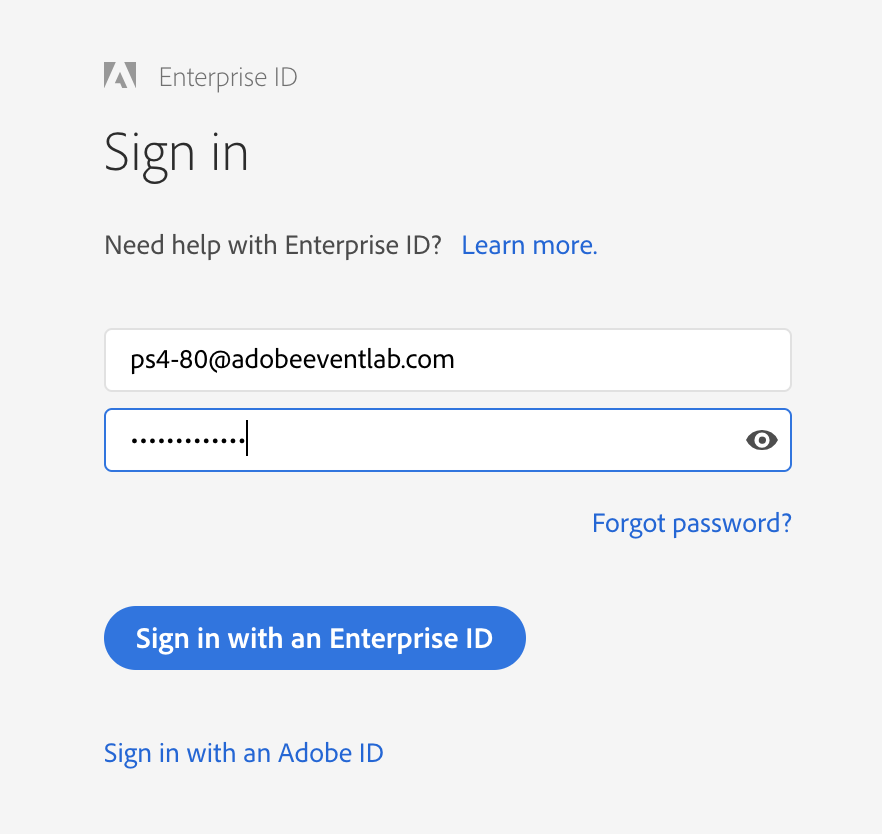 Enterprise ID
Sign in
Need help with Enterprise ID? Learn more.
ps4-80@adobeeventlab.com
•••••••••••••
Forgot password?
Sign in with an Enterprise ID
Sign in with an Adobe ID